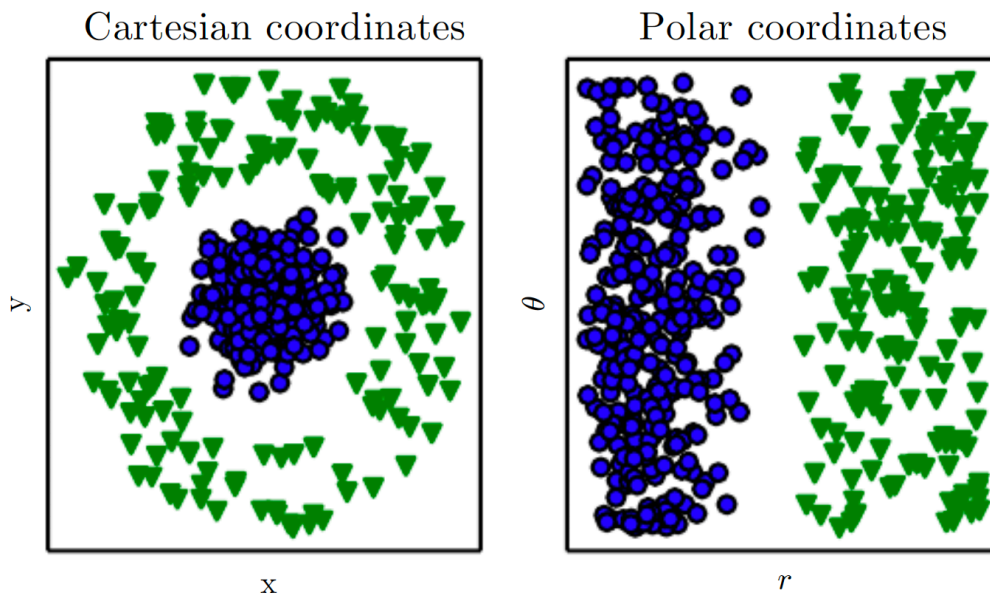 Cartesian coordinates
Polar coordinates
y
x
θ
r